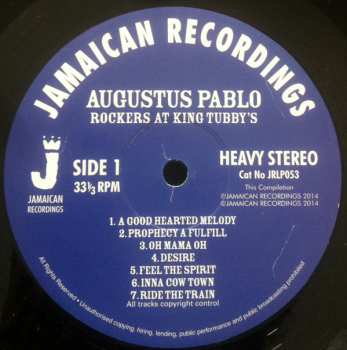 JAMAICAN RECORDINGS
AUGUSTUS PABLO
ROCKERS AT KING TUBBY'S
J
JAMAICAN
RECORDINGS
SIDE 1
33⅓ RPM
HEAVY STEREO
Cat No JRLP053
This Compilation
©JAMAICAN RECORDINGS 2014
℗JAMAICAN RECORDINGS 2014
1. A GOOD HEARTED MELODY
2. PROPHECY A FULFILL
3. OH MAMA OH
4. DESIRE
5. FEEL THE SPIRIT
6. INNA COW TOWN
7. RIDE THE TRAIN
All tracks copyright control
All Rights Reserved • Unauthorised copying, hiring, lending, public performance and public broadcasting prohibited